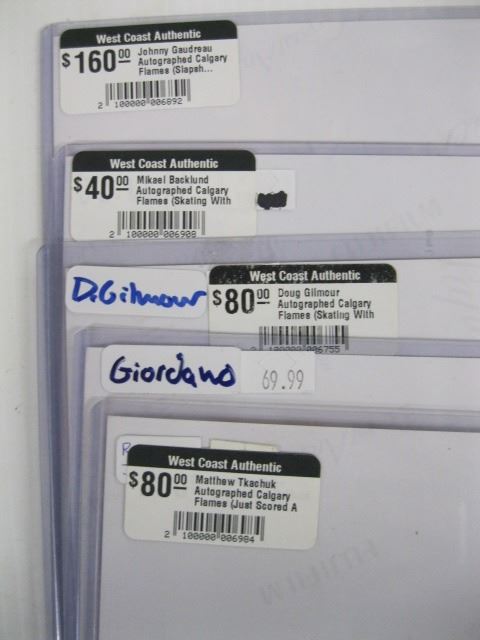 West Coast Authentic
$160.00 Johnny Gaudreau
Autographed Calgary
Flames (Slapsh...
2 100000 006892
West Coast Authentic
$40.00 Mikael Backlund
Autographed Calgary
Flames (Skating With
2 100000 006908
D.Gilmour
West Coast Authentic
$80.00 Doug Gilmour
Autographed Calgary
Flames (Skating With
2 100000 006755
Giordano
69.99
West Coast Authentic
$80.00 Matthew Tkachuk
Autographed Calgary
Flames (Just Scored A
2 100000 006984